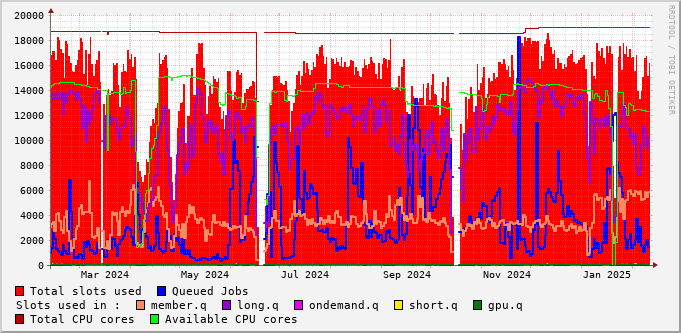 20000
18000
16000
14000
12000
10000
8000
6000
4000
2000
0
Mar 2024 May 2024 Jul 2024 Sep 2024 Nov 2024 Jan 2025
RRDTOOL / TOBI OETIKER
Total slots used Queued Jobs
Slots used in : member.q long.q ondemand.q short.q gpu.q
Total CPU cores Available CPU cores